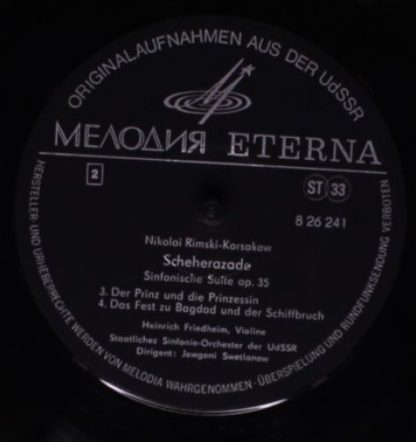 ORIGINALAUFNAHMEN AUS DER UdSSR
МЕЛОДИЯ ETERNA
2
ST 33
8 26 241
Nikolai Rimski-Korsakow
Scheherazade
Sinfonische Suite op. 35
3. Der Prinz und die Prinzessin
4. Das Fest zu Bagdad und der Schiffbruch
Heinrich Friedheim, Violine
Staatliches Sinfonie-Orchester der UdSSR
Dirigent: Jewgeni Swetlanow
HERSTELLER- UND URHEBERRECHTE WERDEN VON MELODIA WAHRGENOMMEN · ÜBERSPIELUNG UND RUNDFUNKSENDUNG VERBOTEN